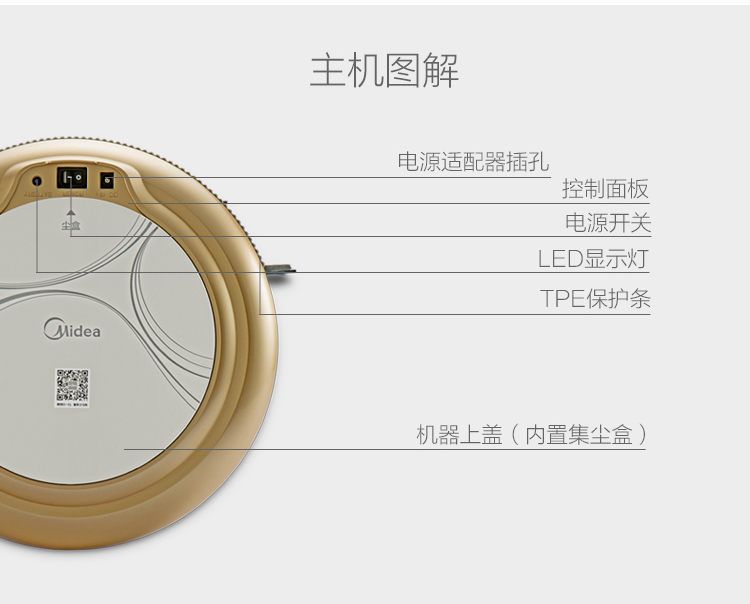 主机图解
电源适配器插孔
控制面板
电源开关
尘盒
LED显示灯
TPE保护条
Midea
机器上盖（内置集尘盒）